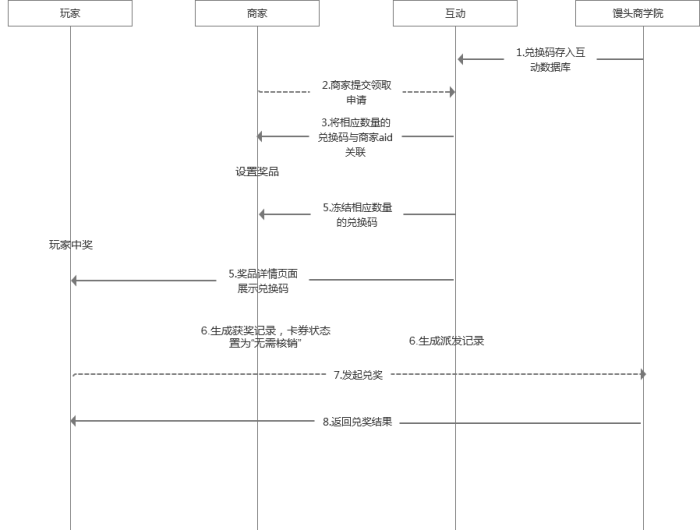 玩家
商家
互动
馒头商学院
1.兑换码存入互
动数据库
2.商家提交领取
申请
3.将相应数量的
兑换码与商家aid
关联
设置奖品
5.冻结相应数量
的兑换码
玩家中奖
5.奖品详情页面
展示兑换码
6.生成获奖记录，卡券状态
置为“无需核销”
6.生成派发记录
7.发起兑奖
8.返回兑奖结果